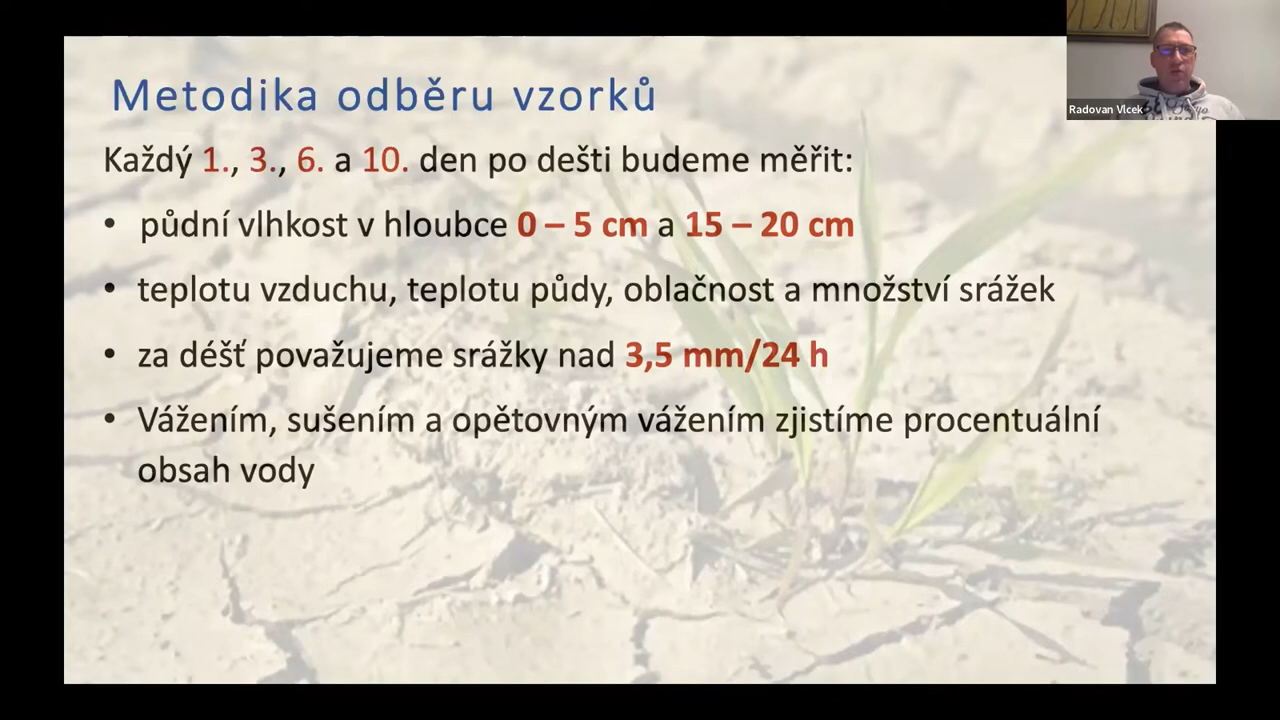 Metodika odběru vzorků
Každý 1., 3., 6. a 10. den po dešti budeme měřit:
• půdní vlhkost v hloubce 0 – 5 cm a 15 – 20 cm
• teplotu vzduchu, teplotu půdy, oblačnost a množství srážek
• za déšť považujeme srážky nad 3,5 mm/24 h
• Vážením, sušením a opětovným vážením zjistíme procentuální
obsah vody
Radovan Vlcek